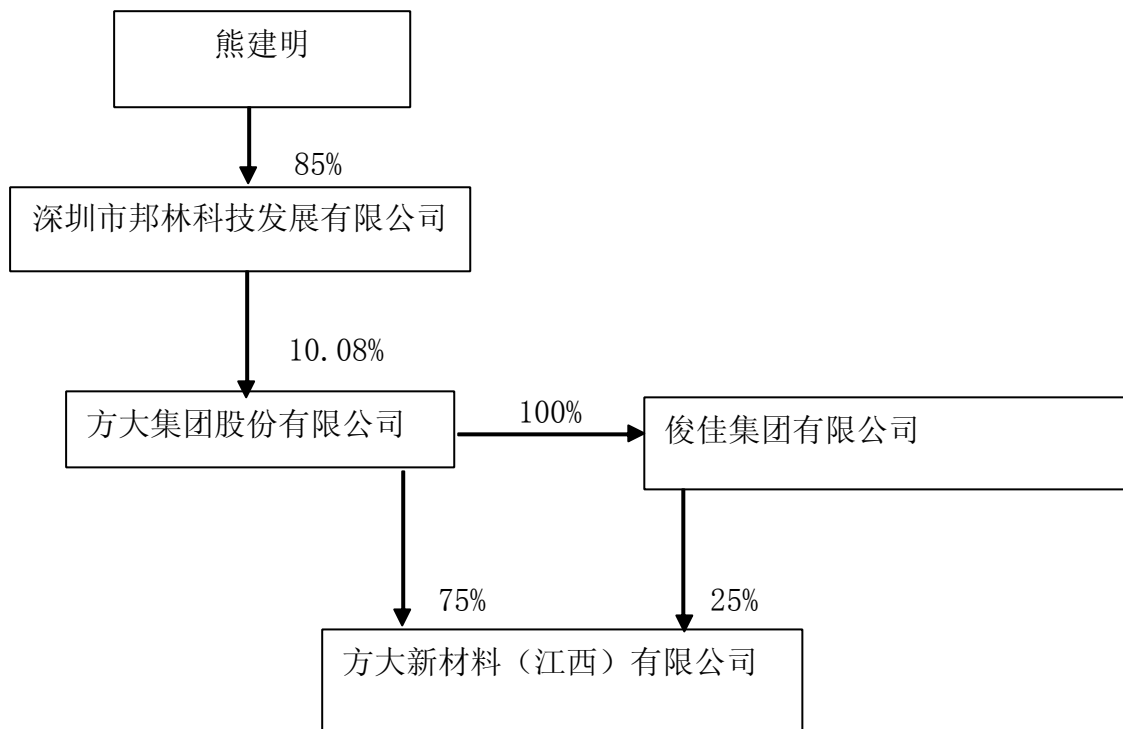 熊建明
85%
深圳市邦林科技发展有限公司
10.08%
方大集团股份有限公司
100%
俊佳集团有限公司
75%
25%
方大新材料（江西）有限公司